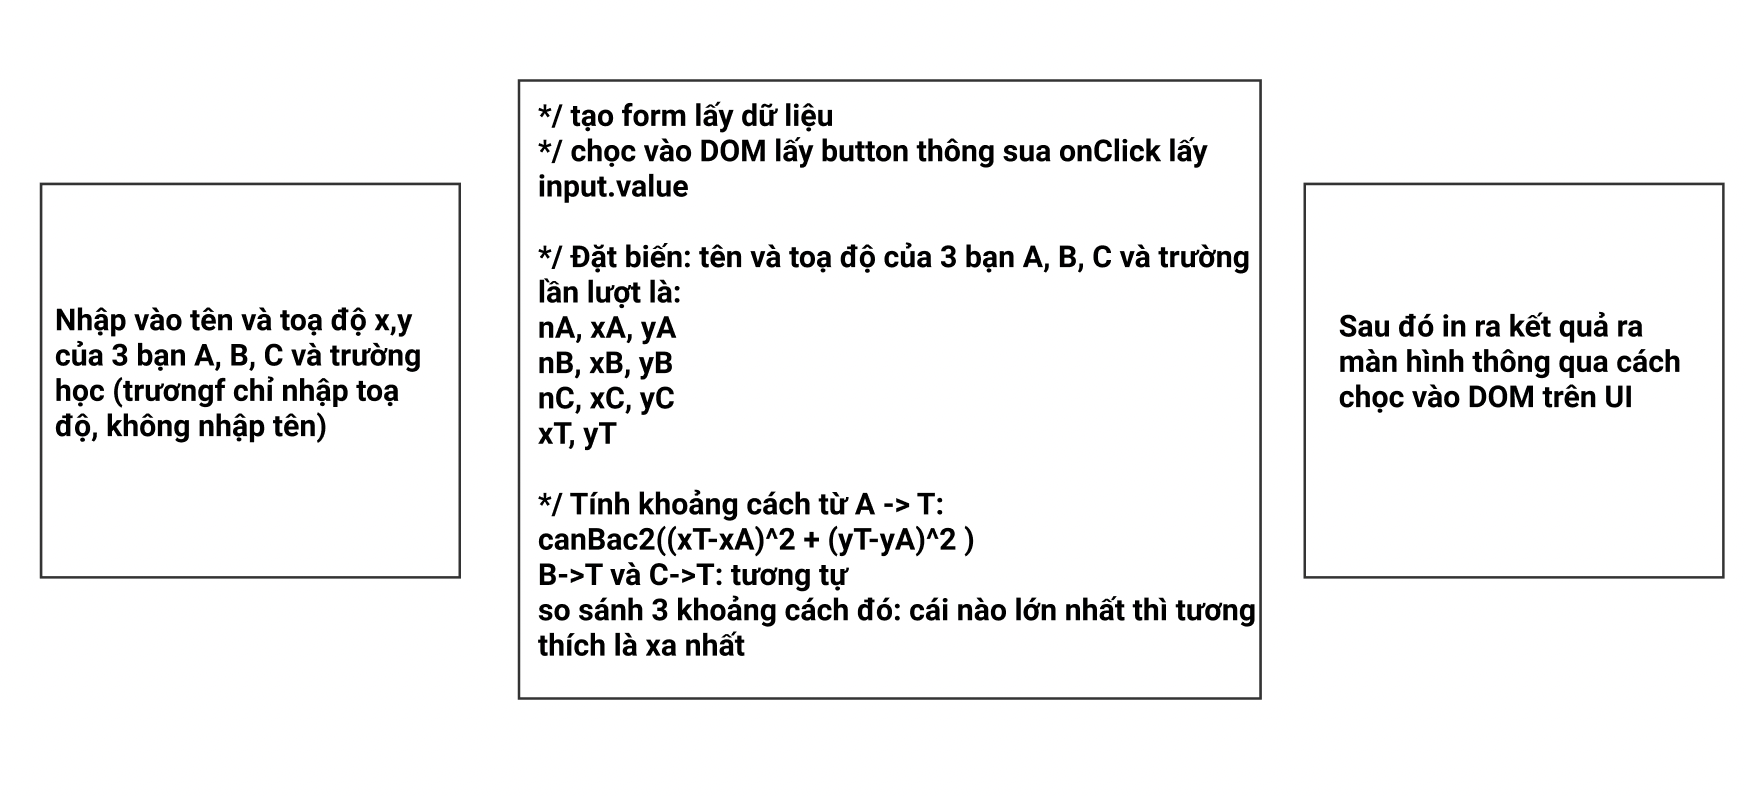 Nhập vào tên và toạ độ x,y
của 3 bạn A, B, C và trường
học (trươngf chỉ nhập toạ
độ, không nhập tên)
*/ tạo form lấy dữ liệu
*/ chọc vào DOM lấy button thông sua onClick lấy
input.value
*/ Đặt biến: tên và toạ độ của 3 bạn A, B, C và trường
lần lượt là:
nA, xA, yA
nB, xB, yB
nC, xC, yC
xT, yT
*/ Tính khoảng cách từ A -> T:
canBac2((xT-xA)^2 + (yT-yA)^2 )
B->T và C->T: tương tự
so sánh 3 khoảng cách đó: cái nào lớn nhất thì tương
thích là xa nhất
Sau đó in ra kết quả ra
màn hình thông qua cách
chọc vào DOM trên UI